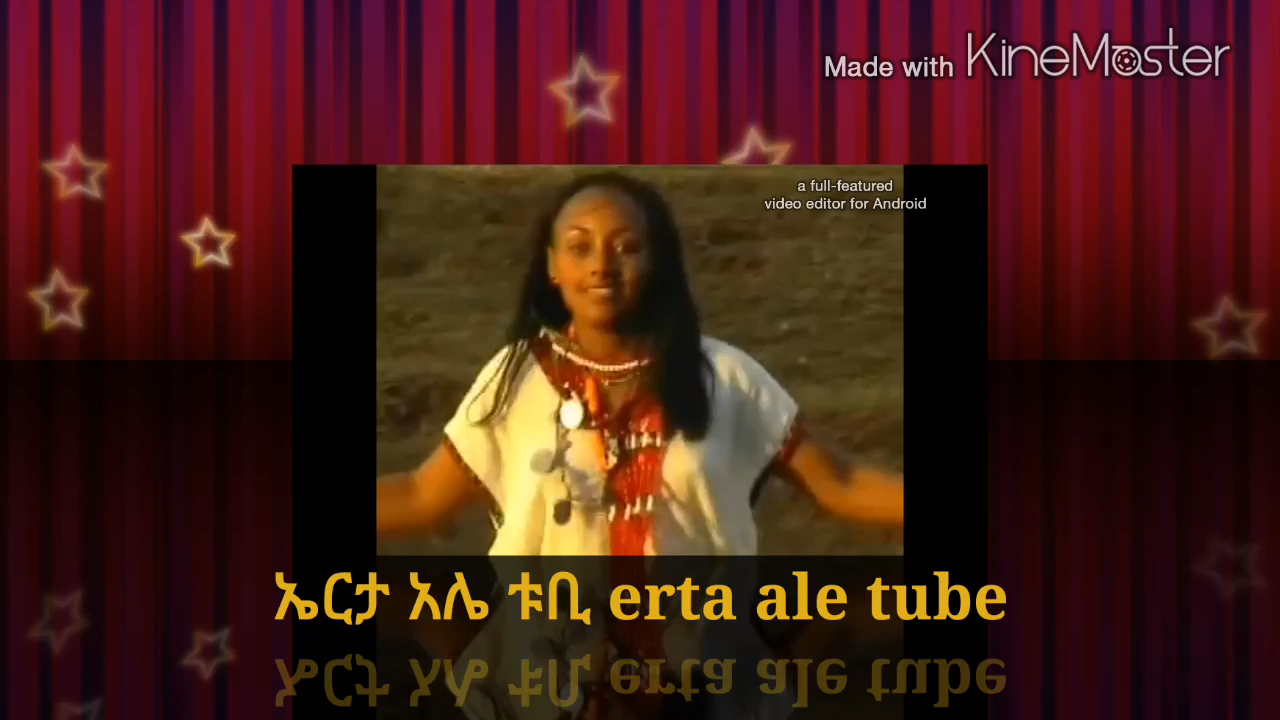 Made with KineMaster
a full-featured
video editor for Android
ኤርታ አሌ ቱቢ erta ale tube